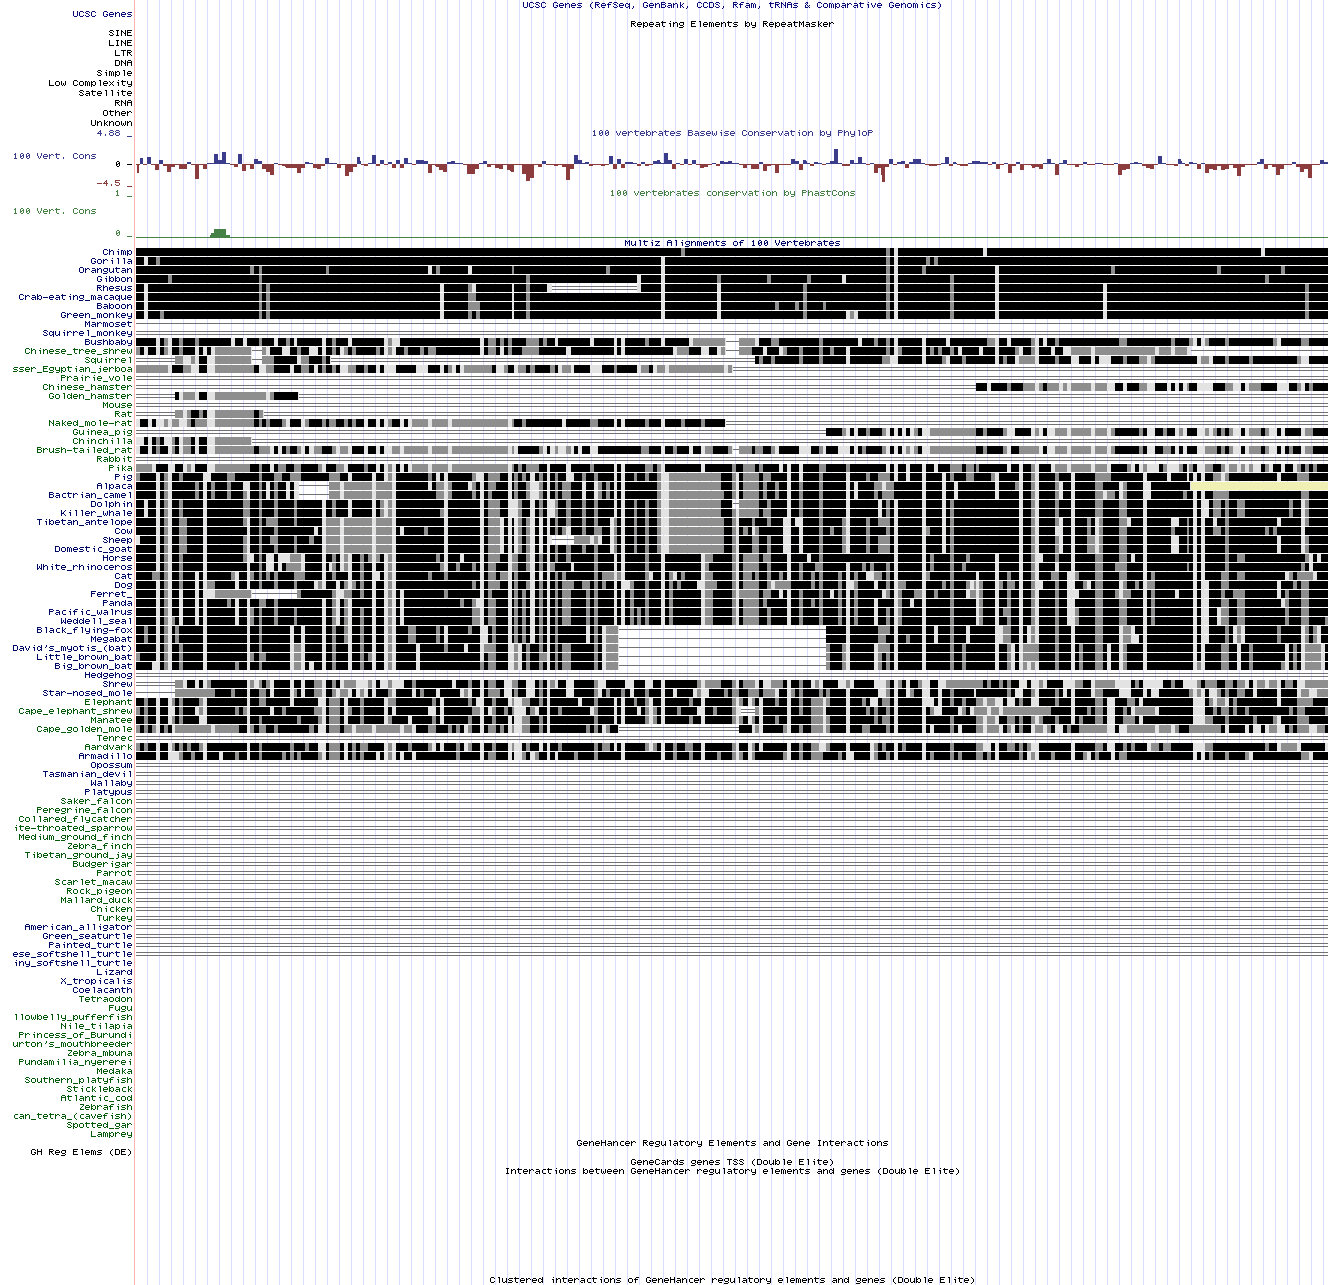 UCSC Genes (RefSeq, GenBank, CCDS, Rfam, tRNAs & Comparative Genomics)
UCSC Genes
Repeating Elements by RepeatMasker
SINE
LINE
LTR
DNA
Simple
Low Complexity
Satellite
RNA
Other
Unknown
4.88 _
100 vertebrates Basewise Conservation by PhyloP
100 Vert. Cons
0 _
-4.5 _
100 vertebrates conservation by PhastCons
1 _
100 Vert. Cons
0 _
Multiz Alignments of 100 Vertebrates
Chimp
Gorilla
Orangutan
Gibbon
Rhesus
Crab-eating_macaque
Baboon
Green_monkey
Marmoset
Squirrel_monkey
Bushbaby
Chinese_tree_shrew
Squirrel
sser_Egyptian_jerboa
Prairie_vole
Chinese_hamster
Golden_hamster
Mouse
Rat
Naked_mole-rat
Guinea_pig
Chinchilla
Brush-tailed_rat
Rabbit
Pika
Pig
Alpaca
Bactrian_camel
Dolphin
Killer_whale
Tibetan_antelope
Cow
Sheep
Domestic_goat
Horse
White_rhinoceros
Cat
Dog
Ferret_
Panda
Pacific_walrus
Weddell_seal
Black_flying-fox
Megabat
David's_myotis_(bat)
Little_brown_bat
Big_brown_bat
Hedgehog
Shrew
Star-nosed_mole
Elephant
Cape_elephant_shrew
Manatee
Cape_golden_mole
Tenrec
Aardvark
Armadillo
Opossum
Tasmanian_devil
Wallaby
Platypus
Saker_falcon
Peregrine_falcon
Collared_flycatcher
ite-throated_sparrow
Medium_ground_finch
Zebra_finch
Tibetan_ground_jay
Budgerigar
Parrot
Scarlet_macaw
Rock_pigeon
Mallard_duck
Chicken
Turkey
American_alligator
Green_seaturtle
Painted_turtle
ese_softshell_turtle
iny_softshell_turtle
Lizard
X_tropicalis
Coelacanth
Tetraodon
Fugu
llowbelly_pufferfish
Nile_tilapia
Princess_of_Burundi
urton's_mouthbreeder
Zebra_mbuna
Pundamilia_nyererei
Medaka
Southern_platyfish
Stickleback
Atlantic_cod
Zebrafish
can_tetra_(cavefish)
Spotted_gar
Lamprey
GeneHancer Regulatory Elements and Gene Interactions
GH Reg Elems (DE)
GeneCards genes TSS (Double Elite)
Interactions between GeneHancer regulatory elements and genes (Double Elite)
Clustered interactions of GeneHancer regulatory elements and genes (Double Elite)